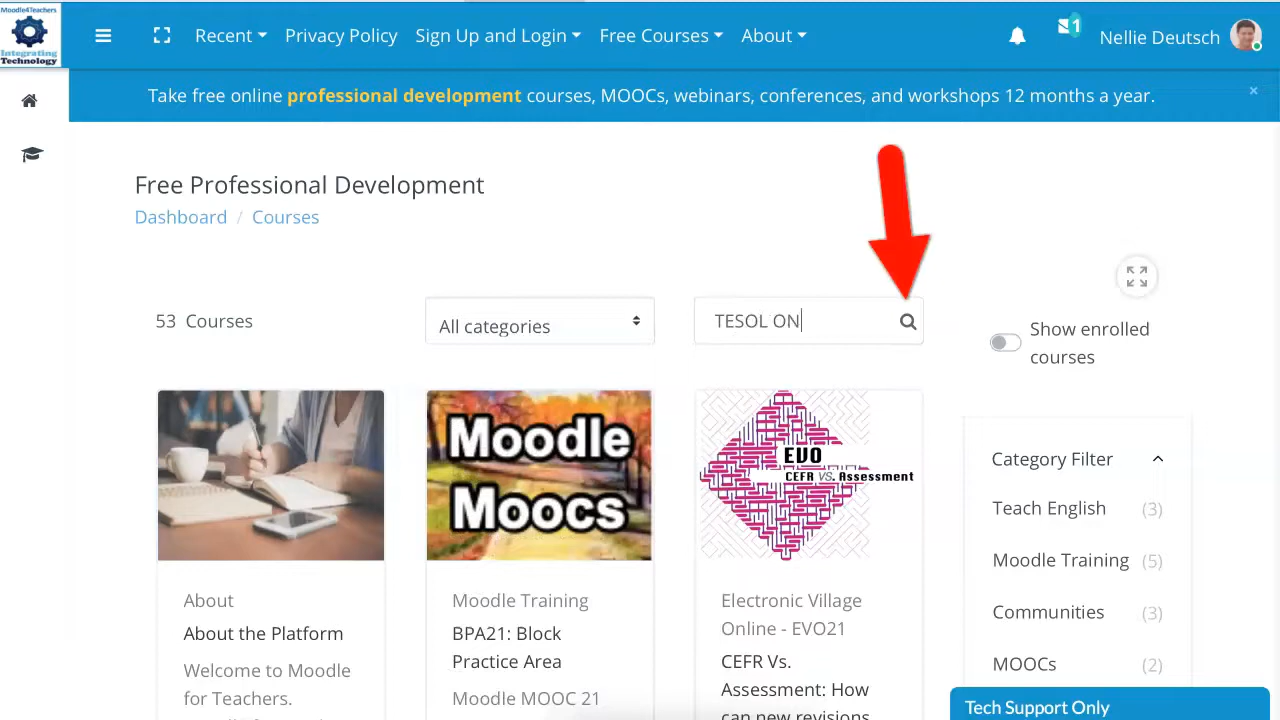 Moodle4Teachers
Integrating
Technology
Recent
Privacy Policy
Sign Up and Login
Free Courses
About
1
Nellie Deutsch
Take free online professional development courses, MOOCs, webinars, conferences, and workshops 12 months a year.
×
Free Professional Development
Dashboard / Courses
53 Courses
All categories
TESOL ON
Show enrolled
courses
Moodle
Moocs
EVO
CEFR VS. Assessment
About
About the Platform
Welcome to Moodle
for Teachers.
Moodle Training
BPA21: Block
Practice Area
Moodle MOOC 21
Electronic Village
Online - EVO21
CEFR Vs.
Assessment: How
can new revisions
Category Filter
Teach English (3)
Moodle Training (5)
Communities (3)
MOOCs (2)
Tech Support Only